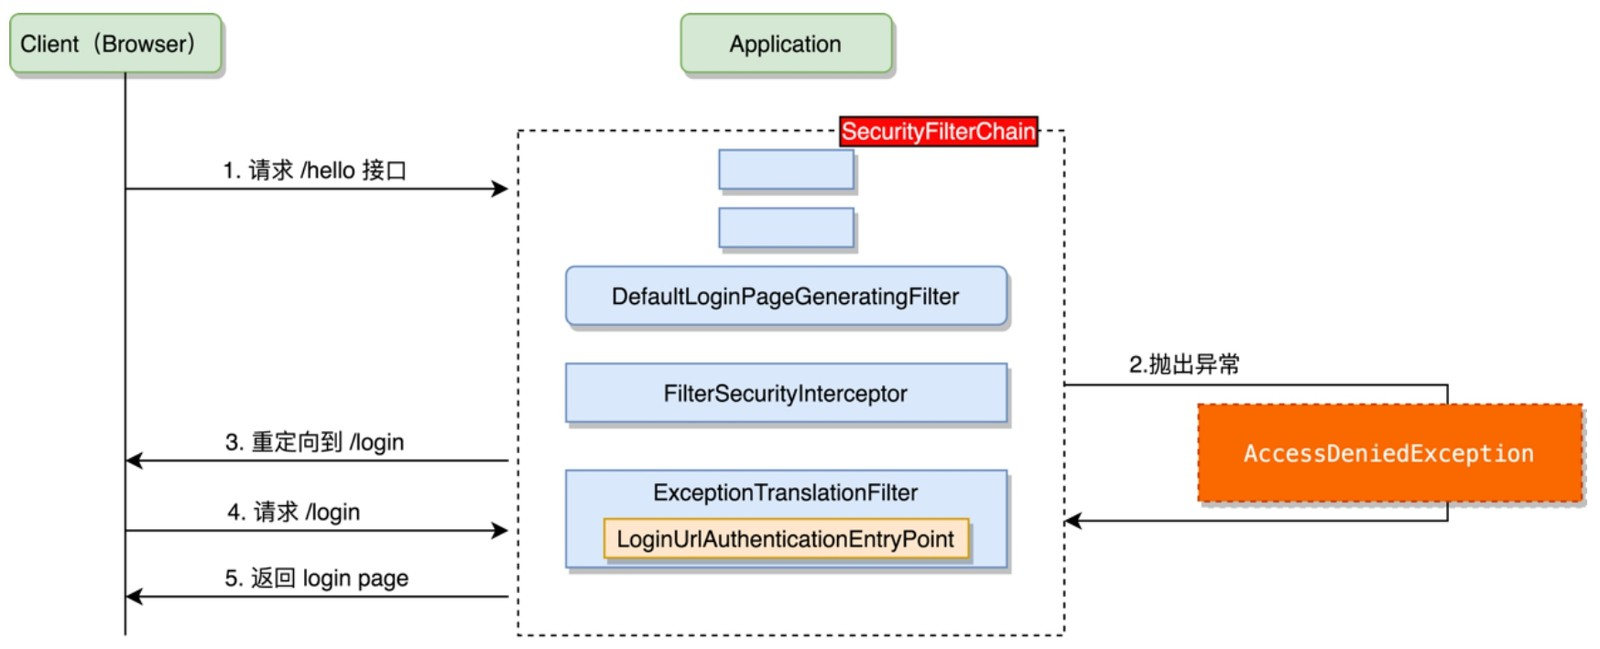 Client（Browser）
Application
SecurityFilterChain
1. 请求 /hello 接口
DefaultLoginPageGeneratingFilter
2.抛出异常
FilterSecurityInterceptor
3. 重定向到 /login
AccessDeniedException
ExceptionTranslationFilter
4. 请求 /login
LoginUrlAuthenticationEntryPoint
5. 返回 login page